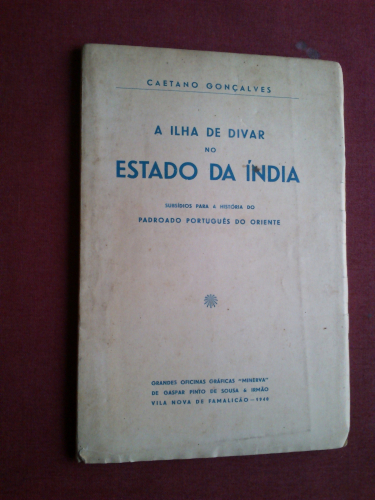 CAETANO GONÇALVES
A ILHA DE DIVAR
NO
ESTADO DA ÍNDIA
SUBSÍDIOS PARA A HISTÓRIA DO
PADROADO PORTUGUÊS DO ORIENTE
GRANDES OFICINAS GRÁFICAS "MINERVA"
DE GASPAR PINTO DE SOUSA & IRMÃO
VILA NOVA DE FAMALICÃO-